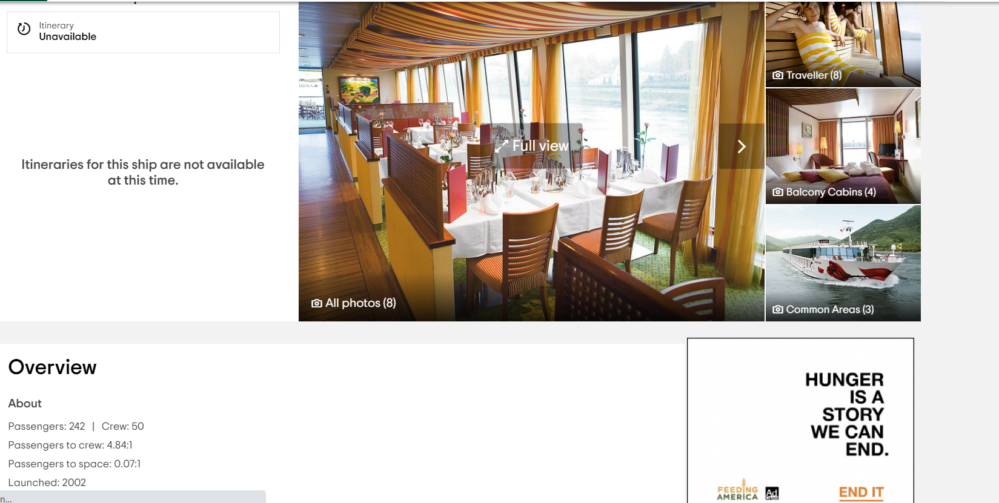 Itinerary
Unavailable
Itineraries for this ship are not available
at this time.
Full view
All photos (8)
Traveller (8)
Balcony Cabins (4)
Common Areas (3)
Overview
About
Passengers: 242 | Crew: 50
Passengers to crew: 4.84:1
Passengers to space: 0.07:1
Launched: 2002
n...
HUNGER
IS A
STORY
WE CAN
END.
FEEDING
AMERICA
Ad
COUNCIL
END IT